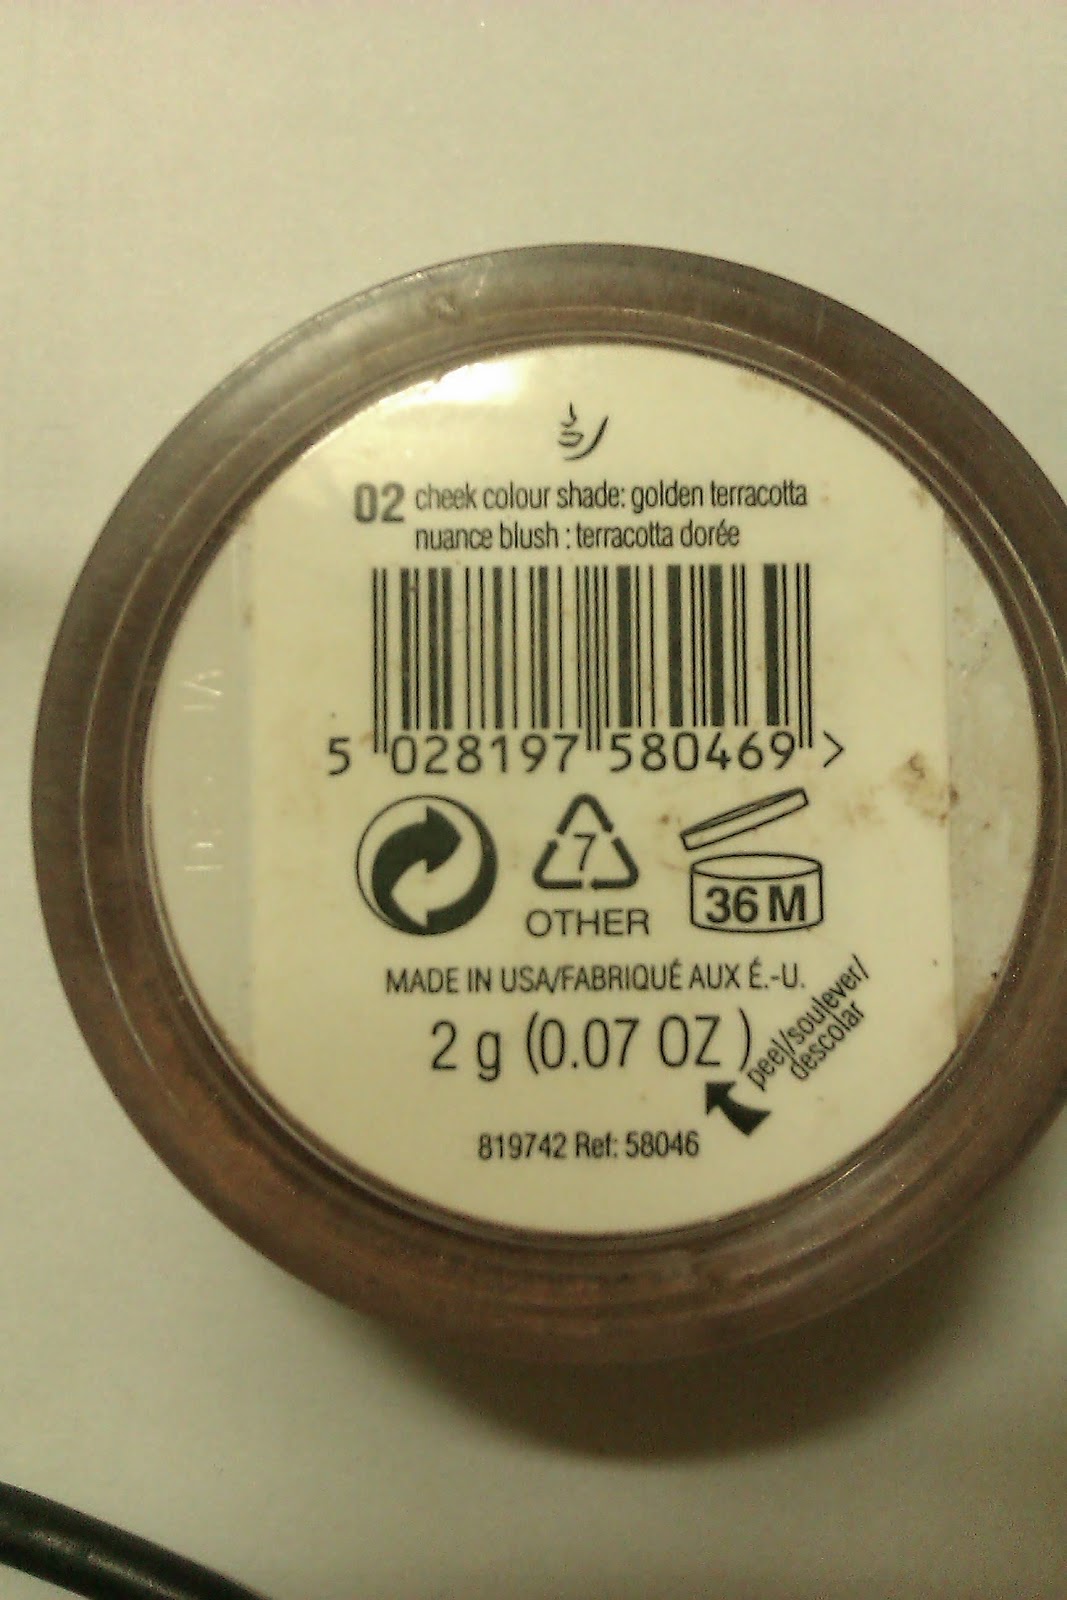 02 cheek colour shade: golden terracotta
nuance blush : terracotta dorée
5 028197 580469 >
7
OTHER
36 M
MADE IN USA/FABRIQUÉ AUX É.-U.
2 g (0.07 OZ )
peel/soulever/
descolar
819742 Ref: 58046